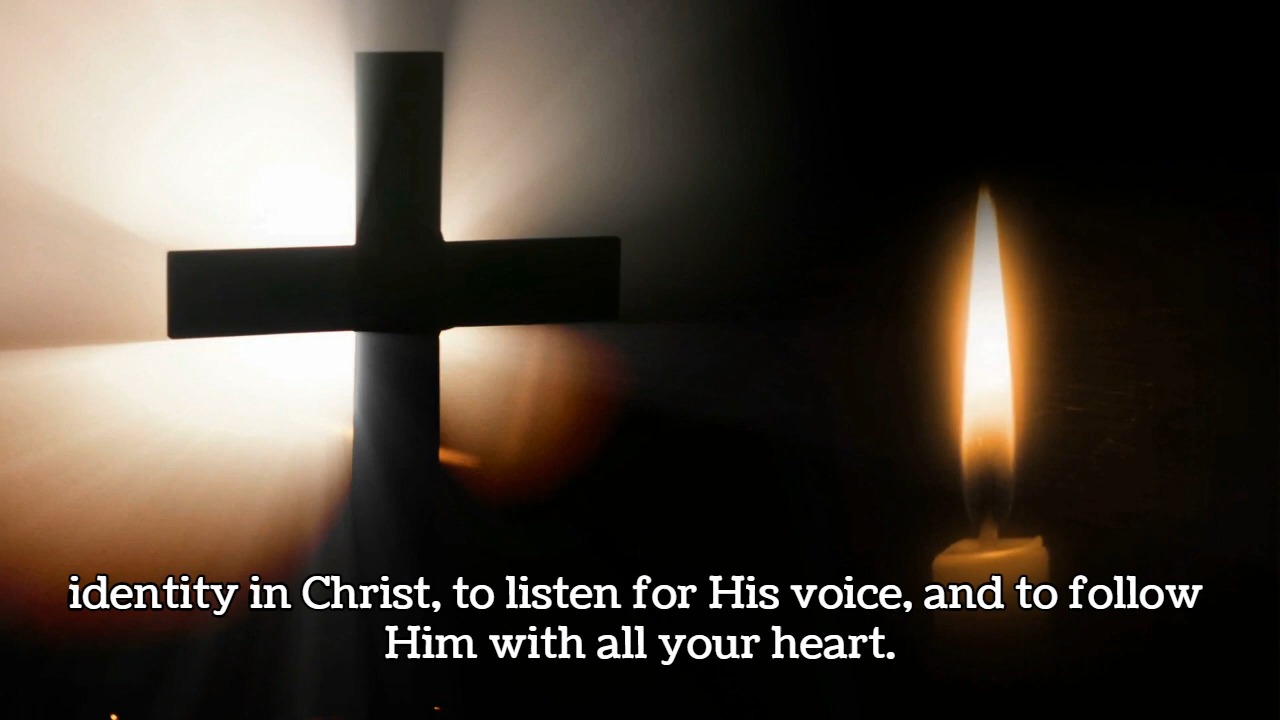 identity in Christ, to listen for His voice, and to follow
Him with all your heart.